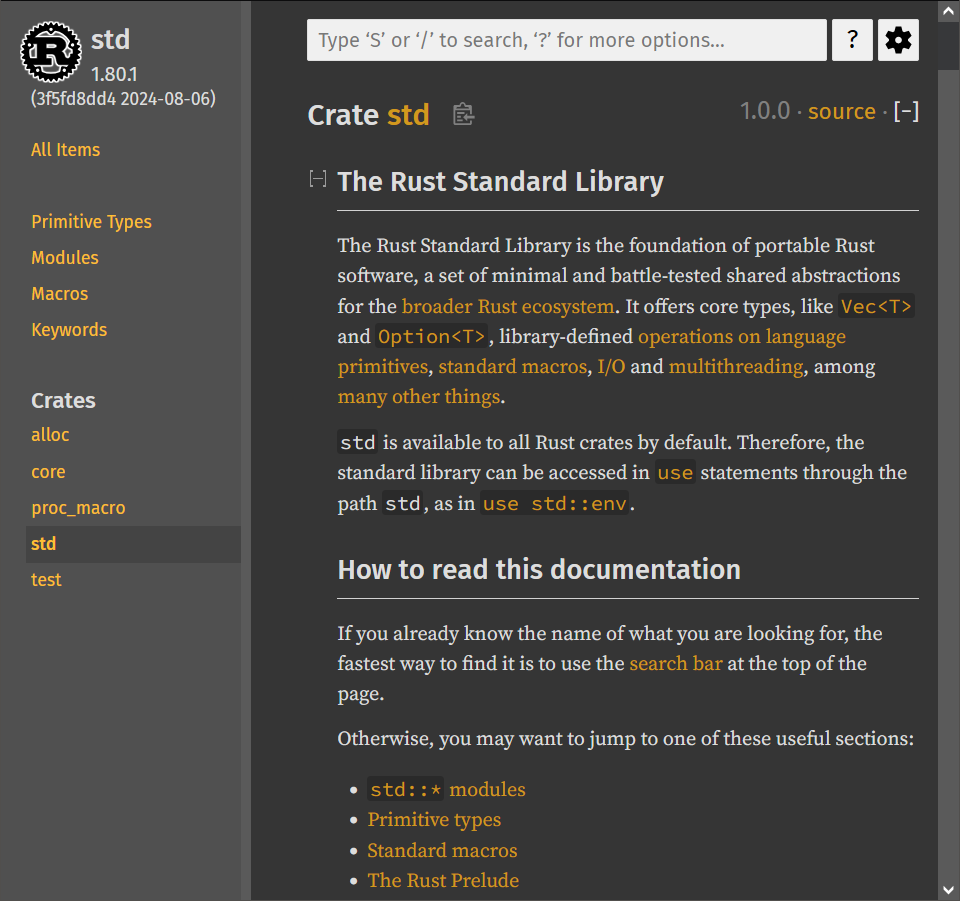 std
1.80.1
(3f5fd8dd4 2024-08-06)
All Items
Primitive Types
Modules
Macros
Keywords
Crates
alloc
core
proc_macro
std
test
Type ‘S’ or ‘/’ to search, ‘?’ for more options…
?
Crate std
1.0.0 · source · [−]
[−] The Rust Standard Library
The Rust Standard Library is the foundation of portable Rust
software, a set of minimal and battle-tested shared abstractions
for the broader Rust ecosystem. It offers core types, like Vec<T>
and Option<T>, library-defined operations on language
primitives, standard macros, I/O and multithreading, among
many other things.
std is available to all Rust crates by default. Therefore, the
standard library can be accessed in use statements through the
path std, as in use std::env.
How to read this documentation
If you already know the name of what you are looking for, the
fastest way to find it is to use the search bar at the top of the
page.
Otherwise, you may want to jump to one of these useful sections:
• std::* modules
• Primitive types
• Standard macros
• The Rust Prelude